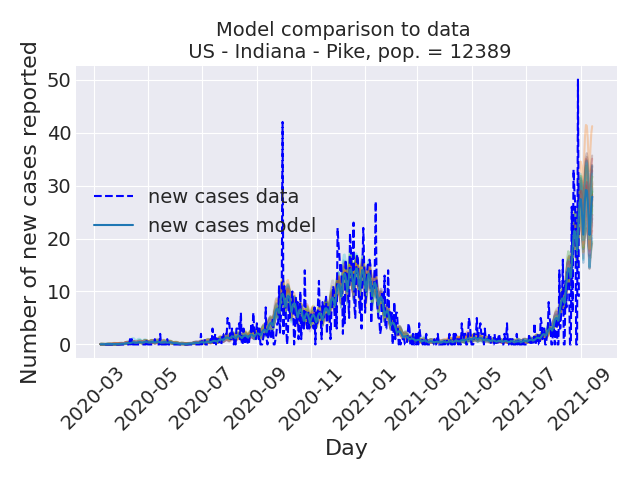 Model comparison to data
US - Indiana - Pike, pop. = 12389
Number of new cases reported
50
40
30
20
10
0
new cases data
new cases model
2020-03
2020-05
2020-07
2020-09
2020-11
2021-01
2021-03
2021-05
2021-07
2021-09
Day